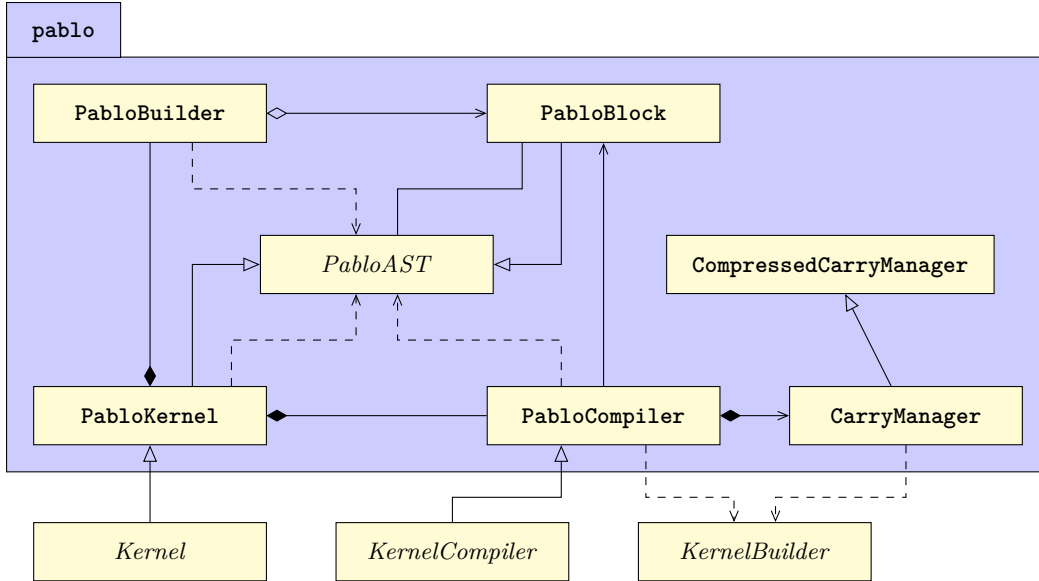 pablo
PabloBuilder
PabloBlock
PabloAST
CompressedCarryManager
PabloKernel
PabloCompiler
CarryManager
Kernel
KernelCompiler
KernelBuilder